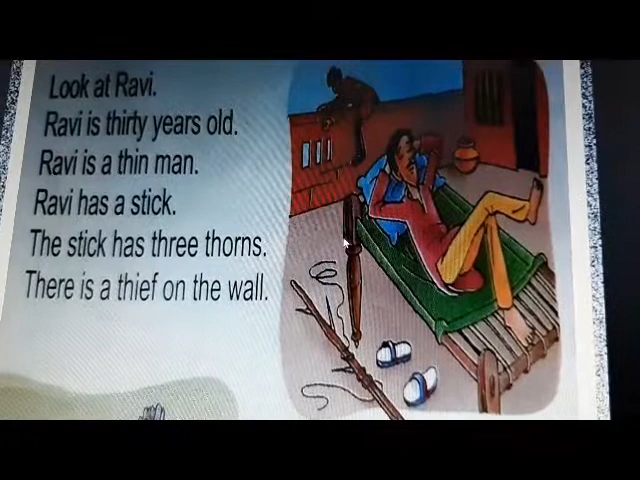 Look at Ravi.
Ravi is thirty years old.
Ravi is a thin man.
Ravi has a stick.
The stick has three thorns.
There is a thief on the wall.